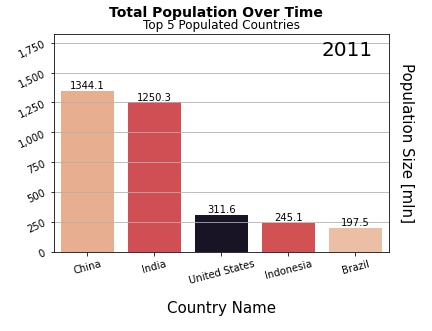 Total Population Over Time
Top 5 Populated Countries
2011
1,750
1,500
1,250
1,000
750
500
250
0
1344.1
1250.3
311.6
245.1
197.5
China
India
United States
Indonesia
Brazil
Country Name
Population Size [mln]